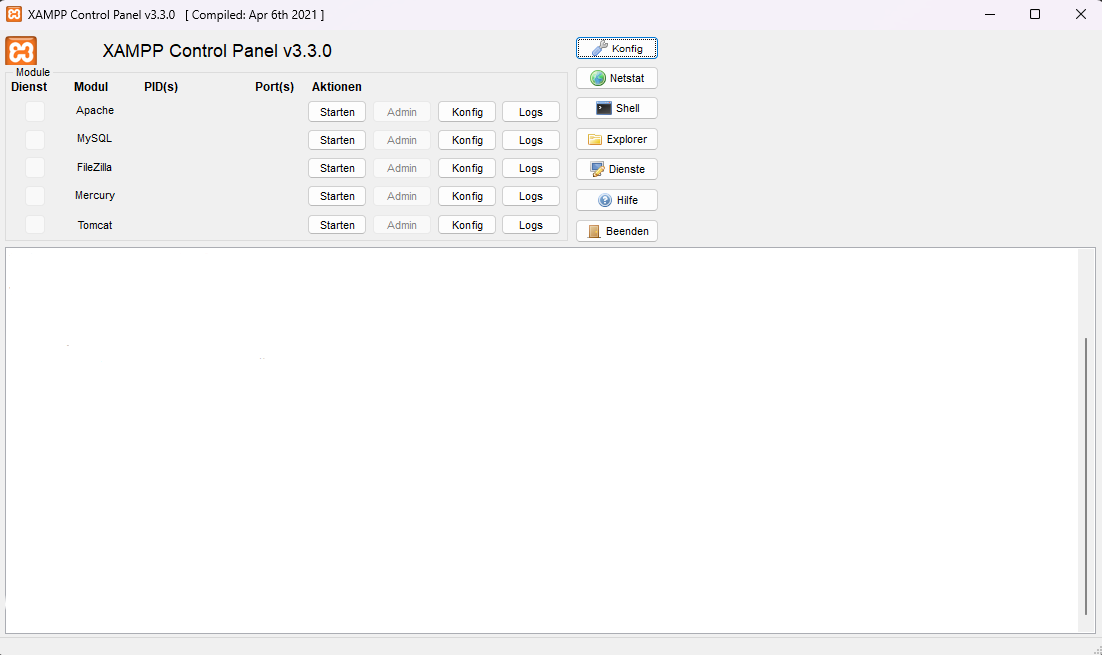 XAMPP Control Panel v3.3.0 [ Compiled: Apr 6th 2021 ]
XAMPP Control Panel v3.3.0
Module
Dienst Modul PID(s) Port(s) Aktionen
Apache Starten Admin Konfig Logs
MySQL Starten Admin Konfig Logs
FileZilla Starten Admin Konfig Logs
Mercury Starten Admin Konfig Logs
Tomcat Starten Admin Konfig Logs
Konfig
Netstat
Shell
Explorer
Dienste
Hilfe
Beenden